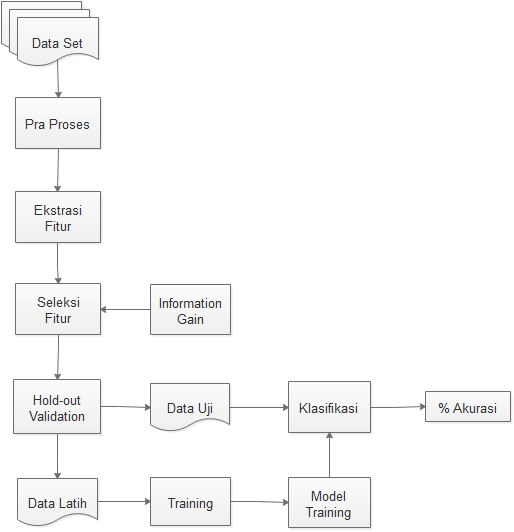 Data Set
Pra Proses
Ekstrasi
Fitur
Seleksi
Fitur
Information
Gain
Hold-out
Validation
Data Uji
Klasifikasi
% Akurasi
Data Latih
Training
Model
Training